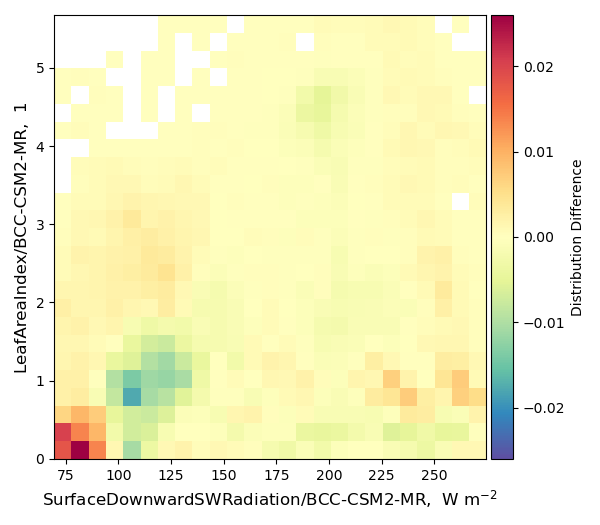 5
4
3
2
1
0
LeafAreaIndex/BCC-CSM2-MR, 1
75 100 125 150 175 200 225 250
SurfaceDownwardSWRadiation/BCC-CSM2-MR, W m⁻²
0.02
0.01
0.00
−0.01
−0.02
Distribution Difference